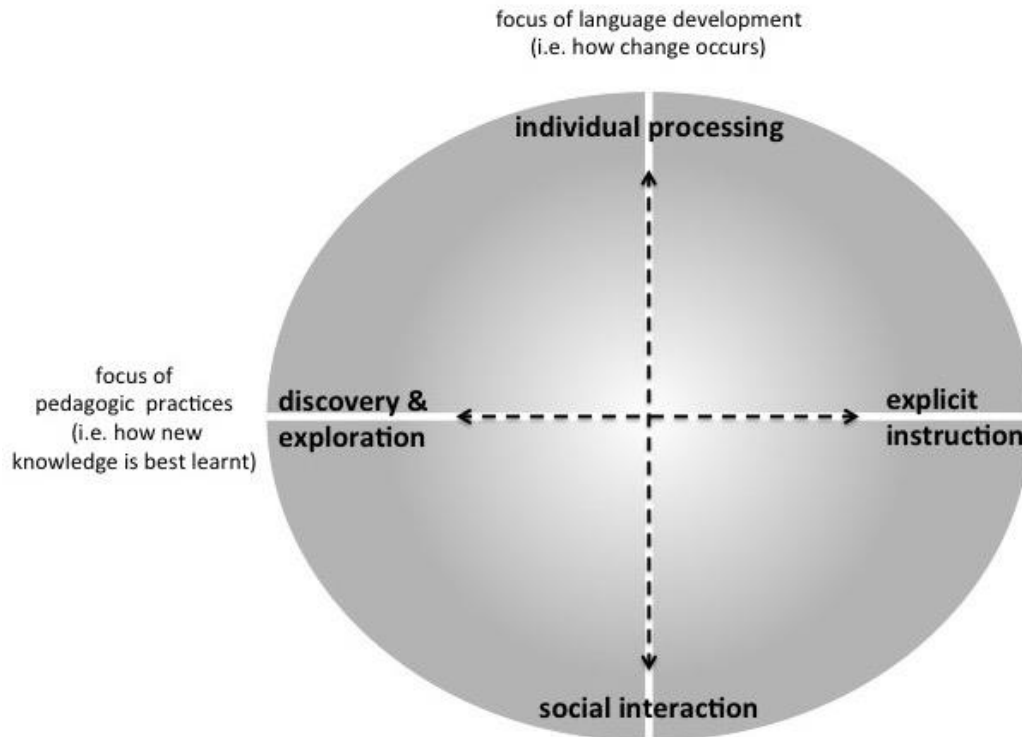 focus of language development
(i.e. how change occurs)
individual processing
focus of
pedagogic practices
(i.e. how new
knowledge is best learnt)
discovery &
exploration
explicit
instruction
social interaction